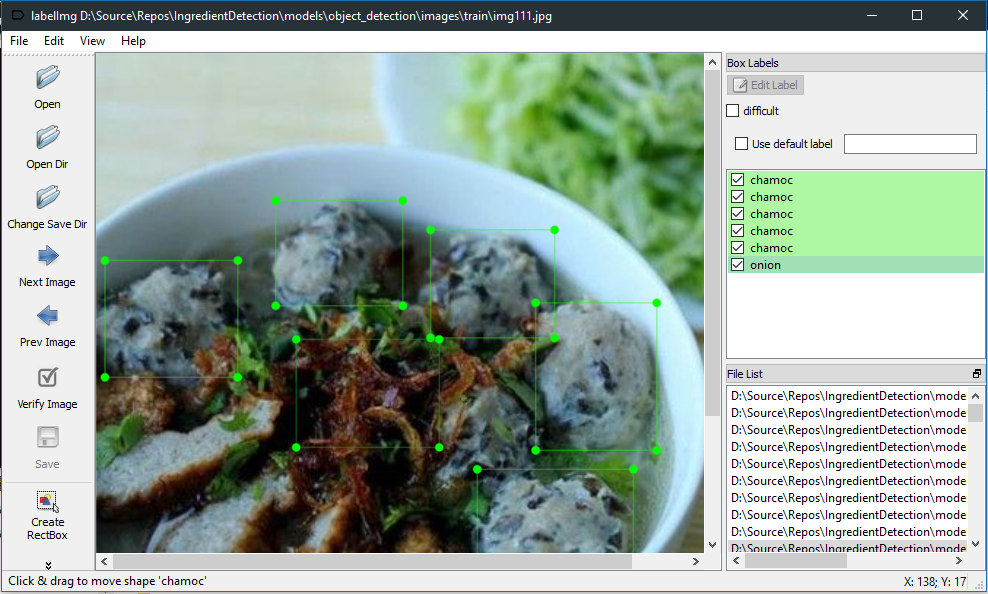 labelImg D:\Source\Repos\IngredientDetection\models\object_detection\images\train\img111.jpg
File Edit View Help
Open
Open Dir
Change Save Dir
Next Image
Prev Image
Verify Image
Save
Create
RectBox
Box Labels
Edit Label
difficult
Use default label
chamoc
chamoc
chamoc
chamoc
chamoc
onion
File List
D:\Source\Repos\IngredientDetection\mode
D:\Source\Repos\IngredientDetection\mode
D:\Source\Repos\IngredientDetection\mode
D:\Source\Repos\IngredientDetection\mode
D:\Source\Repos\IngredientDetection\mode
D:\Source\Repos\IngredientDetection\mode
D:\Source\Repos\IngredientDetection\mode
D:\Source\Repos\IngredientDetection\mode
D:\Source\Repos\IngredientDetection\mode
D:\Source\Repos\IngredientDetection\mode
Click & drag to move shape 'chamoc'
X: 138; Y: 17